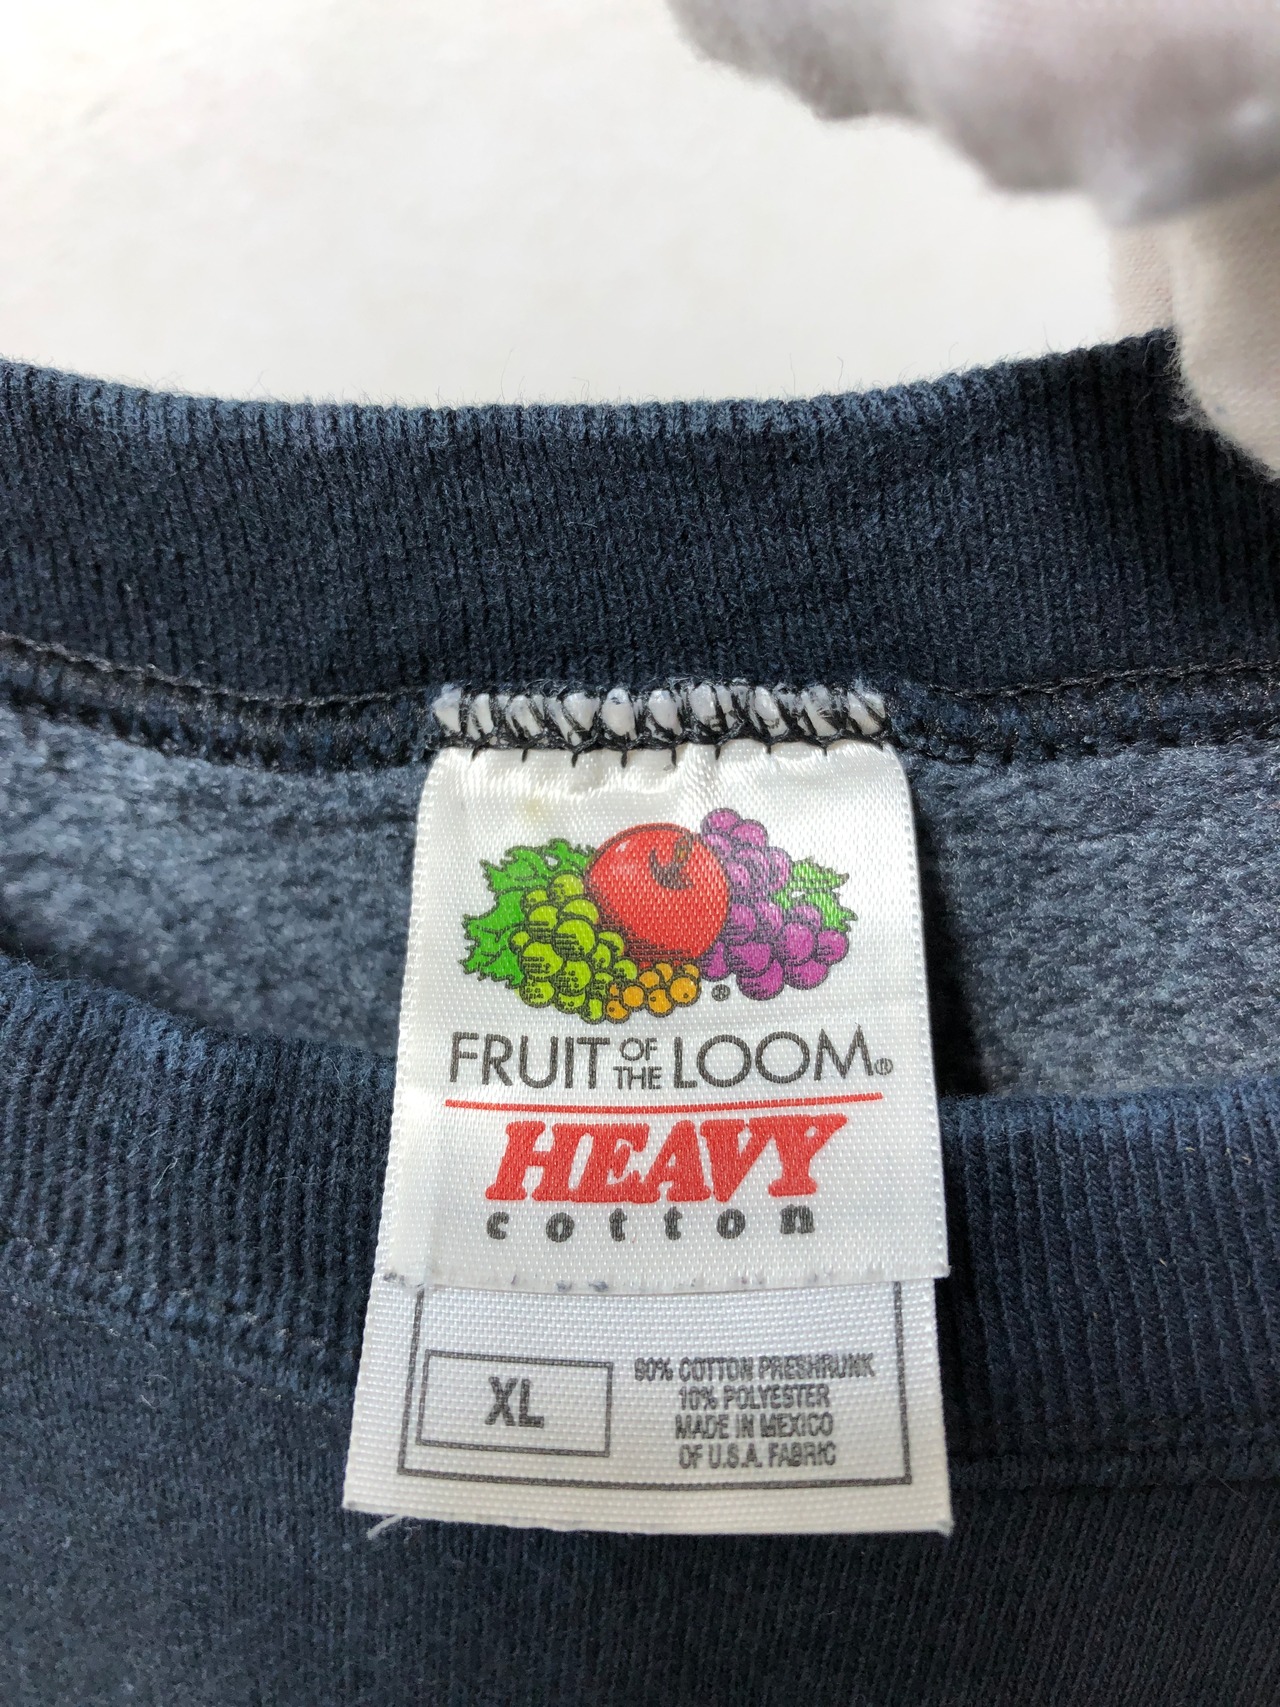 FRUIT OF THE LOOM®
HEAVY
cotton
XL
90% COTTON PRESHRUNK
10% POLYESTER
MADE IN MEXICO
OF U.S.A. FABRIC